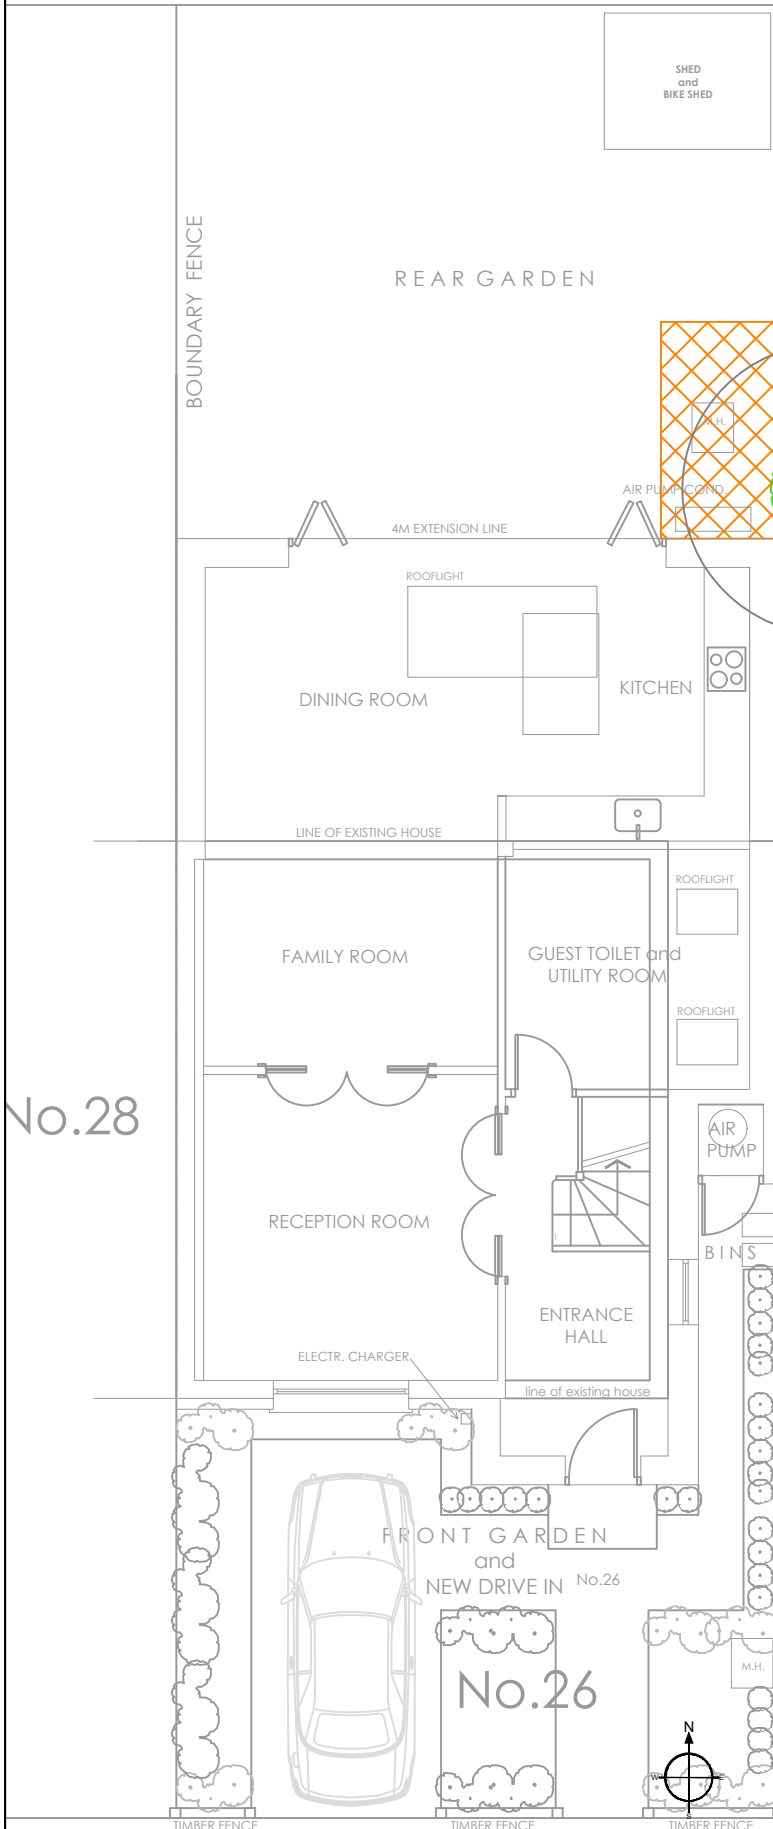 SHED
and
BIKE SHED
BOUNDARY FENCE
REAR GARDEN
M.H.
AIR PUMP COND.
4M EXTENSION LINE
ROOFLIGHT
KITCHEN
DINING ROOM
LINE OF EXISTING HOUSE
ROOFLIGHT
FAMILY ROOM
GUEST TOILET and
UTILITY ROOM
ROOFLIGHT
No.28
AIR
PUMP
RECEPTION ROOM
1
BINS
ENTRANCE
HALL
ELECTR. CHARGER
line of existing house
FRONT GARDEN
and
NEW DRIVE IN
No.26
M.H.
No.26
N
W
E
S
TIMBER FENCE
TIMBER FENCE
TIMBER FENCE